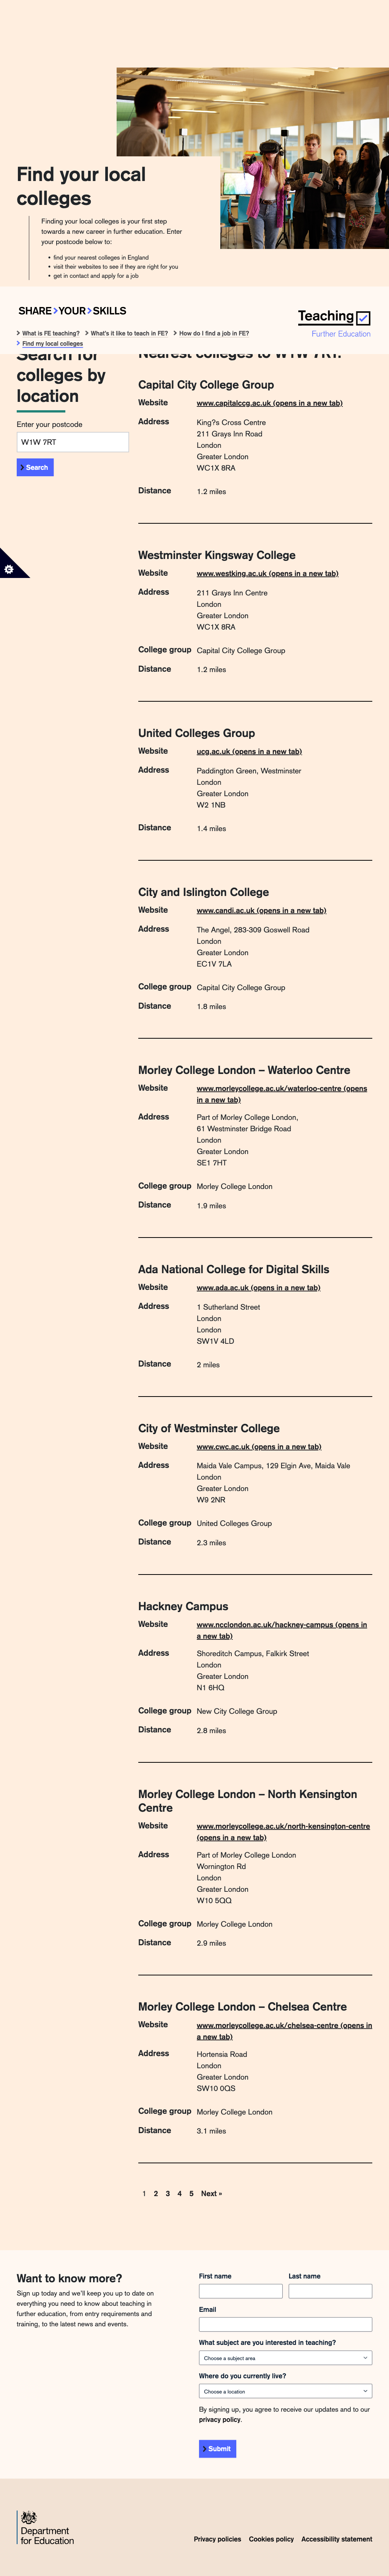 Find your local
colleges
Finding your local colleges is your first step
towards a new career in further education. Enter
your postcode below to:
• find your nearest colleges in England
• visit their websites to see if they are right for you
• get in contact and apply for a job
SHARE>YOUR>SKILLS
Teaching
Further Education
What is FE teaching? What's it like to teach in FE? How do I find a job in FE?
Find my local colleges
Search for
colleges by
location
Enter your postcode
W1W 7RT
Search
Nearest colleges to W1W 7RT:
Capital City College Group
Website www.capitalccg.ac.uk (opens in a new tab)
Address King?s Cross Centre
211 Grays Inn Road
London
Greater London
WC1X 8RA
Distance 1.2 miles
Westminster Kingsway College
Website www.westking.ac.uk (opens in a new tab)
Address 211 Grays Inn Centre
London
Greater London
WC1X 8RA
College group Capital City College Group
Distance 1.2 miles
United Colleges Group
Website ucg.ac.uk (opens in a new tab)
Address Paddington Green, Westminster
London
Greater London
W2 1NB
Distance 1.4 miles
City and Islington College
Website www.candi.ac.uk (opens in a new tab)
Address The Angel, 283-309 Goswell Road
London
Greater London
EC1V 7LA
College group Capital City College Group
Distance 1.8 miles
Morley College London – Waterloo Centre
Website www.morleycollege.ac.uk/waterloo-centre (opens
in a new tab)
Address Part of Morley College London,
61 Westminster Bridge Road
London
Greater London
SE1 7HT
College group Morley College London
Distance 1.9 miles
Ada National College for Digital Skills
Website www.ada.ac.uk (opens in a new tab)
Address 1 Sutherland Street
London
London
SW1V 4LD
Distance 2 miles
City of Westminster College
Website www.cwc.ac.uk (opens in a new tab)
Address Maida Vale Campus, 129 Elgin Ave, Maida Vale
London
Greater London
W9 2NR
College group United Colleges Group
Distance 2.3 miles
Hackney Campus
Website www.ncclondon.ac.uk/hackney-campus (opens in
a new tab)
Address Shoreditch Campus, Falkirk Street
London
Greater London
N1 6HQ
College group New City College Group
Distance 2.8 miles
Morley College London – North Kensington
Centre
Website www.morleycollege.ac.uk/north-kensington-centre
(opens in a new tab)
Address Part of Morley College London
Wornington Rd
London
Greater London
W10 5QQ
College group Morley College London
Distance 2.9 miles
Morley College London – Chelsea Centre
Website www.morleycollege.ac.uk/chelsea-centre (opens in
a new tab)
Address Hortensia Road
London
Greater London
SW10 0QS
College group Morley College London
Distance 3.1 miles
1 2 3 4 5 Next »
Want to know more?
Sign up today and we'll keep you up to date on
everything you need to know about teaching in
further education, from entry requirements and
training, to the latest news and events.
First name Last name
Email
What subject are you interested in teaching?
Choose a subject area
Where do you currently live?
Choose a location
By signing up, you agree to receive our updates and to our
privacy policy.
Submit
Department
for Education
Privacy policies Cookies policy Accessibility statement